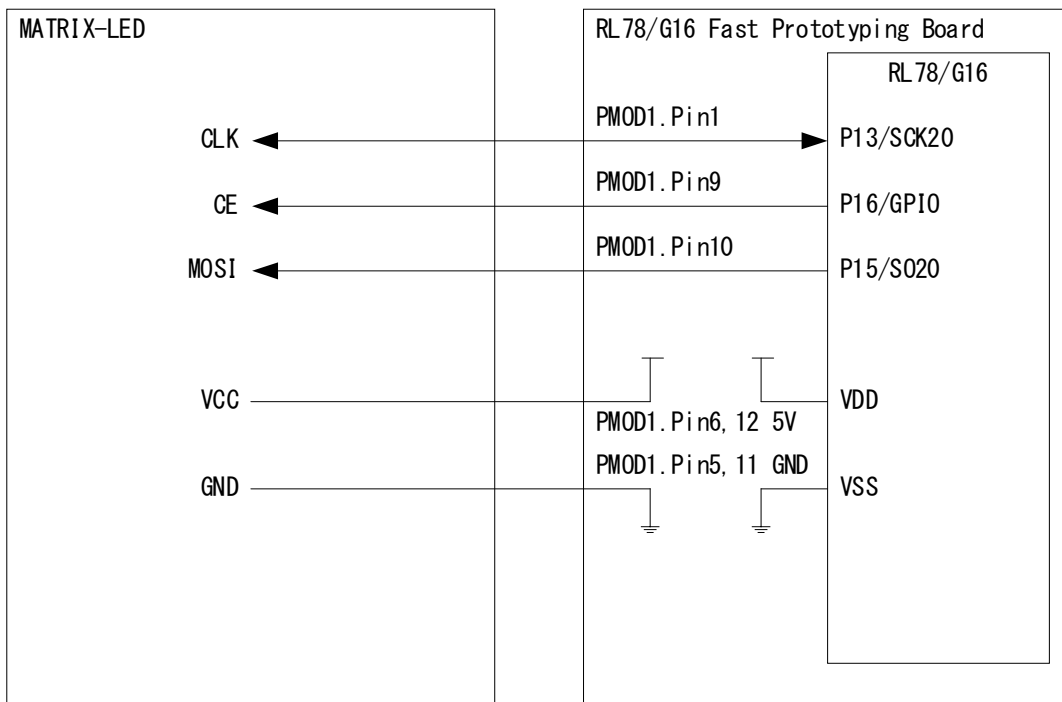 MATRIX-LED
RL78/G16 Fast Prototyping Board
RL78/G16
PMOD1.Pin1
CLK
P13/SCK20
PMOD1.Pin9
CE
P16/GPIO
PMOD1.Pin10
MOSI
P15/SO20
VCC
VDD
PMOD1.Pin6,12 5V
PMOD1.Pin5,11 GND
GND
VSS